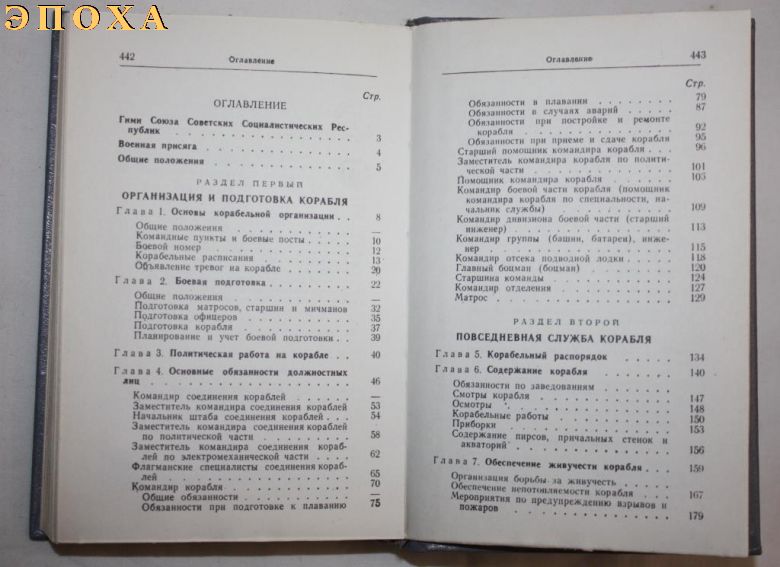 ЭПОХА
442 Оглавление
Стр.
ОГЛАВЛЕНИЕ
Гимн Союза Советских Социалистических Рес-
публик . . . . . . . . . . . . . 3
Военная присяга . . . . . . . . . . . 4
Общие положения . . . . . . . . . . . 5
РАЗДЕЛ ПЕРВЫЙ
ОРГАНИЗАЦИЯ И ПОДГОТОВКА КОРАБЛЯ
Глава 1. Основы корабельной организации . . 8
Общие положения . . . . . . . . . —
Командные пункты и боевые посты . . . . 10
Боевой номер . . . . . . . . . . 12
Корабельные расписания . . . . . . . 13
Объявление тревог на корабле . . . . . 20
Глава 2. Боевая подготовка . . . . . . 22
Общие положения . . . . . . . . . —
Подготовка матросов, старшин и мичманов 32
Подготовка офицеров . . . . . . . . 35
Подготовка корабля . . . . . . . . 37
Планирование и учет боевой подготовки . . 39
Глава 3. Политическая работа на корабле . . 40
Глава 4. Основные обязанности должностных
лиц . . . . . . . . . . . . . 46
Командир соединения кораблей . . . . . —
Заместитель командира соединения кораблей 53
Начальник штаба соединения кораблей . . . 54
Заместитель командира соединения кораблей
по политической части . . . . . . . 58
Заместитель командира соединения кораб-
лей по электромеханической части . . . 62
Флагманские специалисты соединения кораб-
лей . . . . . . . . . . . . 65
Командир корабля . . . . . . . . . 70
Общие обязанности . . . . . . . . —
Обязанности при подготовке к плаванию 75
Оглавление 443
Стр.
Обязанности в плавании . . . . . . 79
Обязанности в случаях аварий . . . . 87
Обязанности при постройке и ремонте
корабля . . . . . . . . . . . 92
Обязанности при приеме и сдаче корабля 95
Старший помощник командира корабля . . . 96
Заместитель командира корабля по полити-
ческой части . . . . . . . . . . 101
Помощник командира корабля . . . . . 105
Командир боевой части корабля (помощник
командира корабля по специальности, на-
чальник службы) . . . . . . . . . 109
Командир дивизиона боевой части (старший
инженер) . . . . . . . . . . . 113
Командир группы (башни, батареи), инже-
нер . . . . . . . . . . . . . 115
Командир отсека подводной лодки . . . . 118
Главный боцман (боцман) . . . . . . . 120
Старшина команды . . . . . . . . . 124
Командир отделения . . . . . . . . 127
Матрос . . . . . . . . . . . . 129
РАЗДЕЛ ВТОРОЙ
ПОВСЕДНЕВНАЯ СЛУЖБА КОРАБЛЯ
Глава 5. Корабельный распорядок . . . . 134
Глава 6. Содержание корабля . . . . . 140
Обязанности по заведованиям . . . . . —
Смотры корабля . . . . . . . . . 147
Осмотры . . . . . . . . . . . 148
Корабельные работы . . . . . . . . 150
Приборки . . . . . . . . . . . 153
Содержание пирсов, причальных стенок и
акваторий . . . . . . . . . . . 156
Глава 7. Обеспечение живучести корабля . . . 159
Организация борьбы за живучесть . . . . —
Обеспечение непотопляемости корабля . . . 167
Мероприятия по предупреждению взрывов и
пожаров . . . . . . . . . . . 179